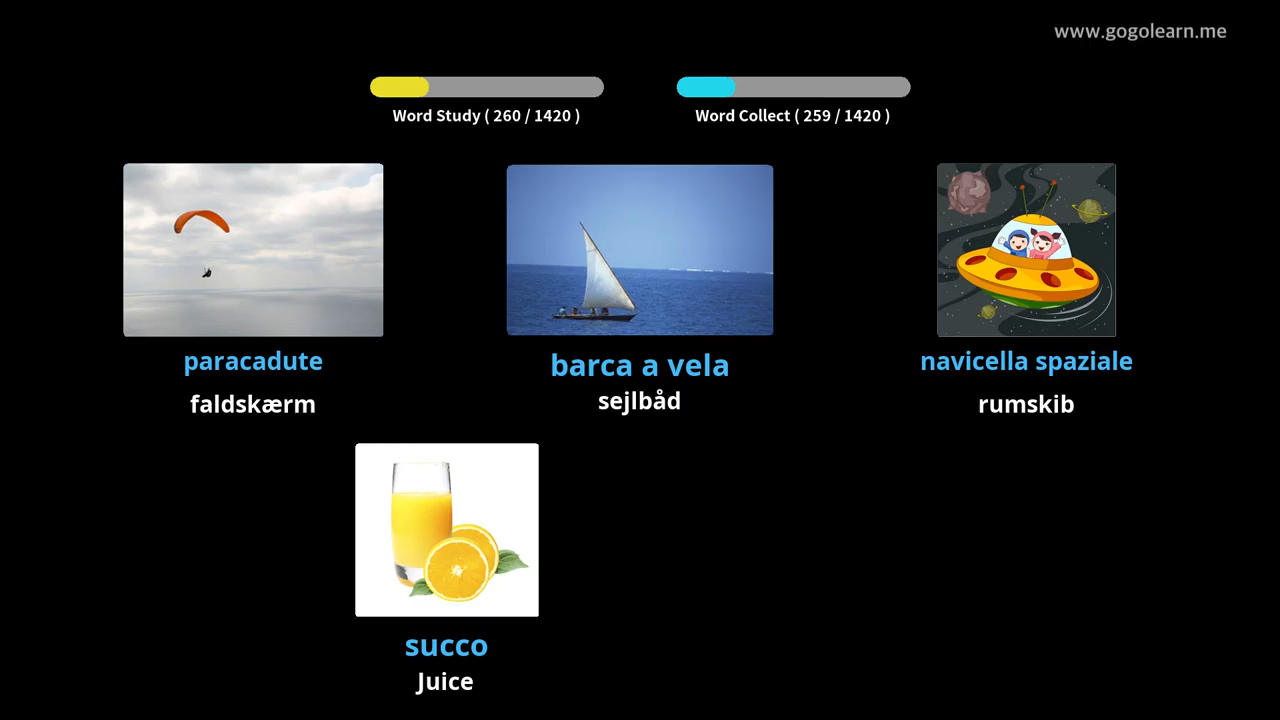 www.gogolearn.me
Word Study ( 260 / 1420 )
Word Collect ( 259 / 1420 )
paracadute
faldskærm
barca a vela
sejlbåd
navicella spaziale
rumskib
succo
Juice